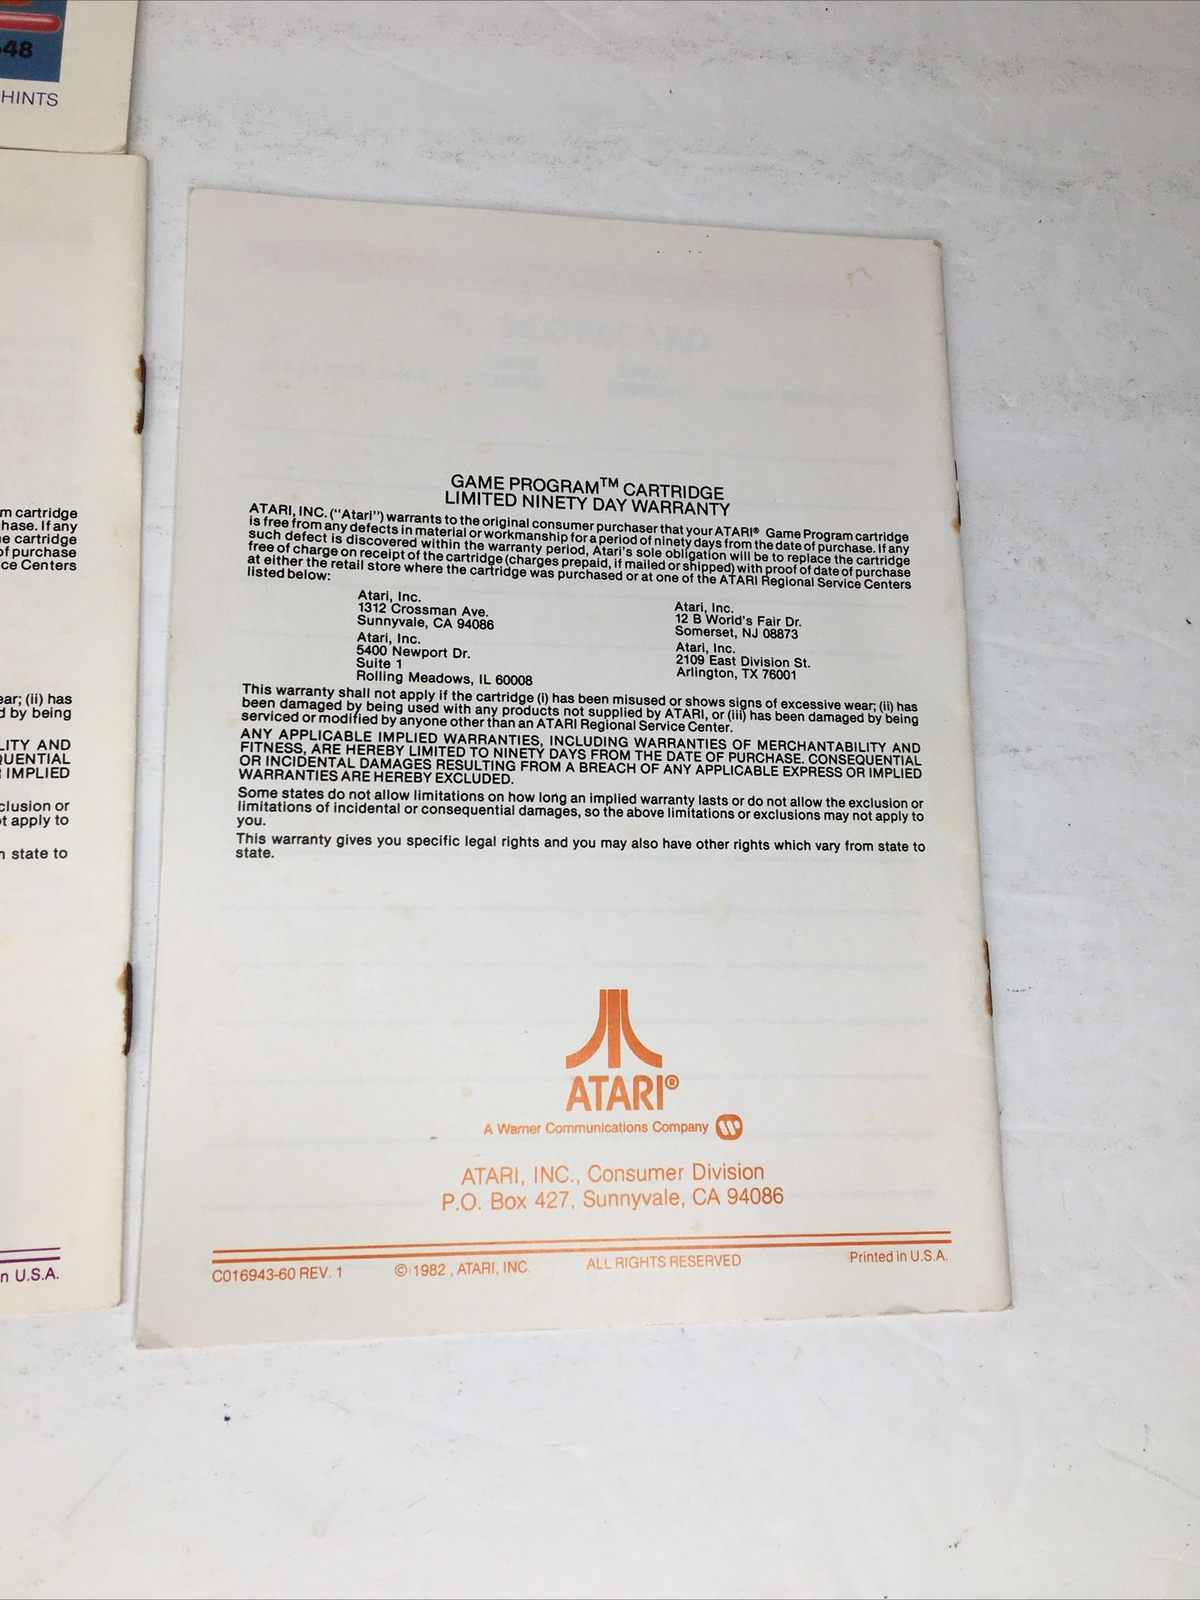 48
HINTS
m cartridge
hase. If any
e cartridge
of purchase
ce Centers
ear; (ii) has
d by being
LITY AND
QUENTIAL
IMPLIED
clusion or
t apply to
state to
n U.S.A.
GAME PROGRAM™ CARTRIDGE
LIMITED NINETY DAY WARRANTY
ATARI, INC. (“Atari”) warrants to the original consumer purchaser that your ATARI® Game Program cartridge
is free from any defects in material or workmanship for a period of ninety days from the date of purchase. If any
such defect is discovered within the warranty period, Atari's sole obligation will be to replace the cartridge
free of charge on receipt of the cartridge (charges prepaid, if mailed or shipped) with proof of date of purchase
at either the retail store where the cartridge was purchased or at one of the ATARI Regional Service Centers
listed below:
Atari, Inc.
1312 Crossman Ave.
Sunnyvale, CA 94086
Atari, Inc.
5400 Newport Dr.
Suite 1
Rolling Meadows, IL 60008
Atari, Inc.
12 B World's Fair Dr.
Somerset, NJ 08873
Atari, Inc.
2109 East Division St.
Arlington, TX 76001
This warranty shall not apply if the cartridge (i) has been misused or shows signs of excessive wear; (ii) has
been damaged by being used with any products not supplied by ATARI, or (iii) has been damaged by being
serviced or modified by anyone other than an ATARI Regional Service Center.
ANY APPLICABLE IMPLIED WARRANTIES, INCLUDING WARRANTIES OF MERCHANTABILITY AND
FITNESS, ARE HEREBY LIMITED TO NINETY DAYS FROM THE DATE OF PURCHASE. CONSEQUENTIAL
OR INCIDENTAL DAMAGES RESULTING FROM A BREACH OF ANY APPLICABLE EXPRESS OR IMPLIED
WARRANTIES ARE HEREBY EXCLUDED.
Some states do not allow limitations on how long an implied warranty lasts or do not allow the exclusion or
limitations of incidental or consequential damages, so the above limitations or exclusions may not apply to
you.
This warranty gives you specific legal rights and you may also have other rights which vary from state to
state.
ATARI®
A Warner Communications Company
ATARI, INC., Consumer Division
P.O. Box 427, Sunnyvale, CA 94086
C016943-60 REV. 1 © 1982, ATARI, INC. ALL RIGHTS RESERVED Printed in U.S.A.